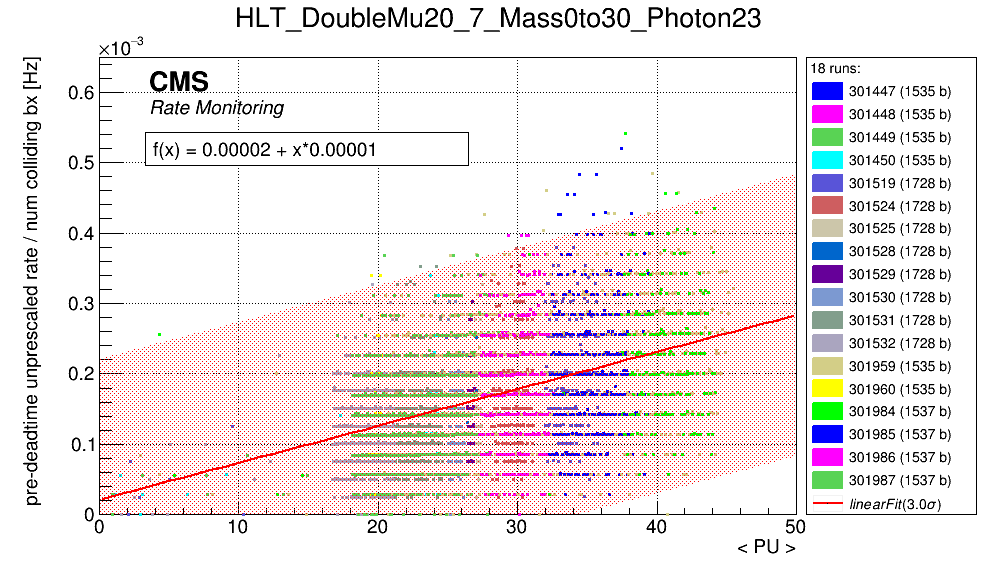 HLT_DoubleMu20_7_Mass0to30_Photon23
×10⁻³
pre-deadtime unprescaled rate / num colliding bx [Hz]
CMS
Rate Monitoring
f(x) = 0.00002 + x*0.00001
0.6
0.5
0.4
0.3
0.2
0.1
0
0 10 20 30 40 50
< PU >
18 runs:
301447 (1535 b)
301448 (1535 b)
301449 (1535 b)
301450 (1535 b)
301519 (1728 b)
301524 (1728 b)
301525 (1728 b)
301528 (1728 b)
301529 (1728 b)
301530 (1728 b)
301531 (1728 b)
301532 (1728 b)
301959 (1535 b)
301960 (1535 b)
301984 (1537 b)
301985 (1537 b)
301986 (1537 b)
301987 (1537 b)
linearFit(3.0σ)